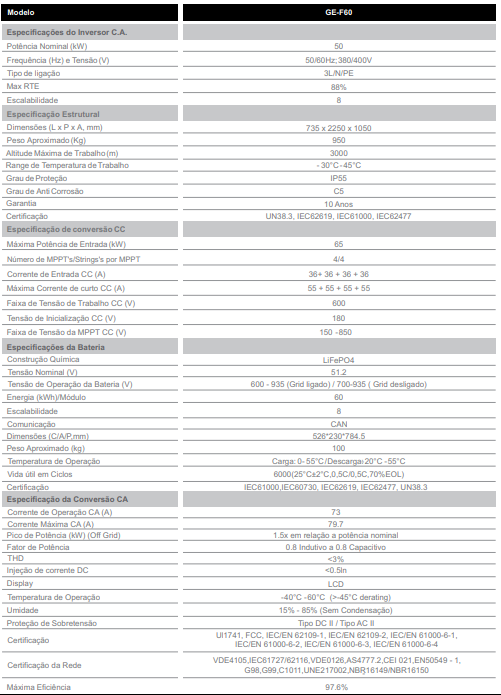 Modelo GE-F60
Especificações do Inversor C.A.
Potência Nominal (kW) 50
Frequência (Hz) e Tensão (V) 50/60Hz; 380/400V
Tipo de ligação 3L/N/PE
Max RTE 88%
Escalabilidade 8
Especificação Estrutural
Dimensões (L x P x A, mm) 735 x 2250 x 1050
Peso Aproximado (Kg) 950
Altitude Máxima de Trabalho (m) 3000
Range de Temperatura de Trabalho - 30°C - 45°C
Grau de Proteção IP55
Grau de Anti Corrosão C5
Garantia 10 Anos
Certificação UN38.3, IEC62619, IEC61000, IEC62477
Especificação de conversão CC
Máxima Potência de Entrada (kW) 65
Número de MPPT's/Strings's por MPPT 4/4
Corrente de Entrada CC (A) 36+ 36 + 36 + 36
Máxima Corrente de curto CC (A) 55 + 55 + 55 + 55
Faixa de Tensão de Trabalho CC (V) 600
Tensão de Inicialização CC (V) 180
Faixa de Tensão da MPPT CC (V) 150 -850
Especificações da Bateria
Construção Química LiFePO4
Tensão Nominal (V) 51.2
Tensão de Operação da Bateria (V) 600 - 935 (Grid ligado) / 700-935 ( Grid desligado)
Energia (kWh)/Módulo 60
Escalabilidade 8
Comunicação CAN
Dimensões (C/A/P,mm) 526*230*784.5
Peso Aproximado (kg) 100
Temperatura de Operação Carga: 0- 55°C/Descarga:-20°C -55°C
Vida útil em Ciclos 6000(25°C±2°C,0,5C/0,5C,70%EOL)
Certificação IEC61000,IEC60730, IEC62619, IEC62477, UN38.3
Especificação da Conversão CA
Corrente de Operação CA (A) 73
Corrente Máxima CA (A) 79.7
Pico de Potência (kW) (Off Grid) 1.5x em relação a potência nominal
Fator de Potência 0.8 Indutivo a 0.8 Capacitivo
THD <3%
Injeção de corrente DC <0.5In
Display LCD
Temperatura de Operação -40°C -60°C (>-45°C derating)
Umidade 15% - 85% (Sem Condensação)
Proteção de Sobretensão Tipo DC II / Tipo AC II
Certificação Ul1741, FCC, IEC/EN 62109-1, IEC/EN 62109-2, IEC/EN 61000-6-1,
IEC/EN 61000-6-2, IEC/EN 61000-6-3, IEC/EN 61000-6-4
Certificação da Rede VDE4105,IEC61727/62116,VDE0126,AS4777.2,CEI 021,EN50549 - 1,
G98,G99,C1011,UNE217002,NBR16149/NBR16150
Máxima Eficiência 97.6%